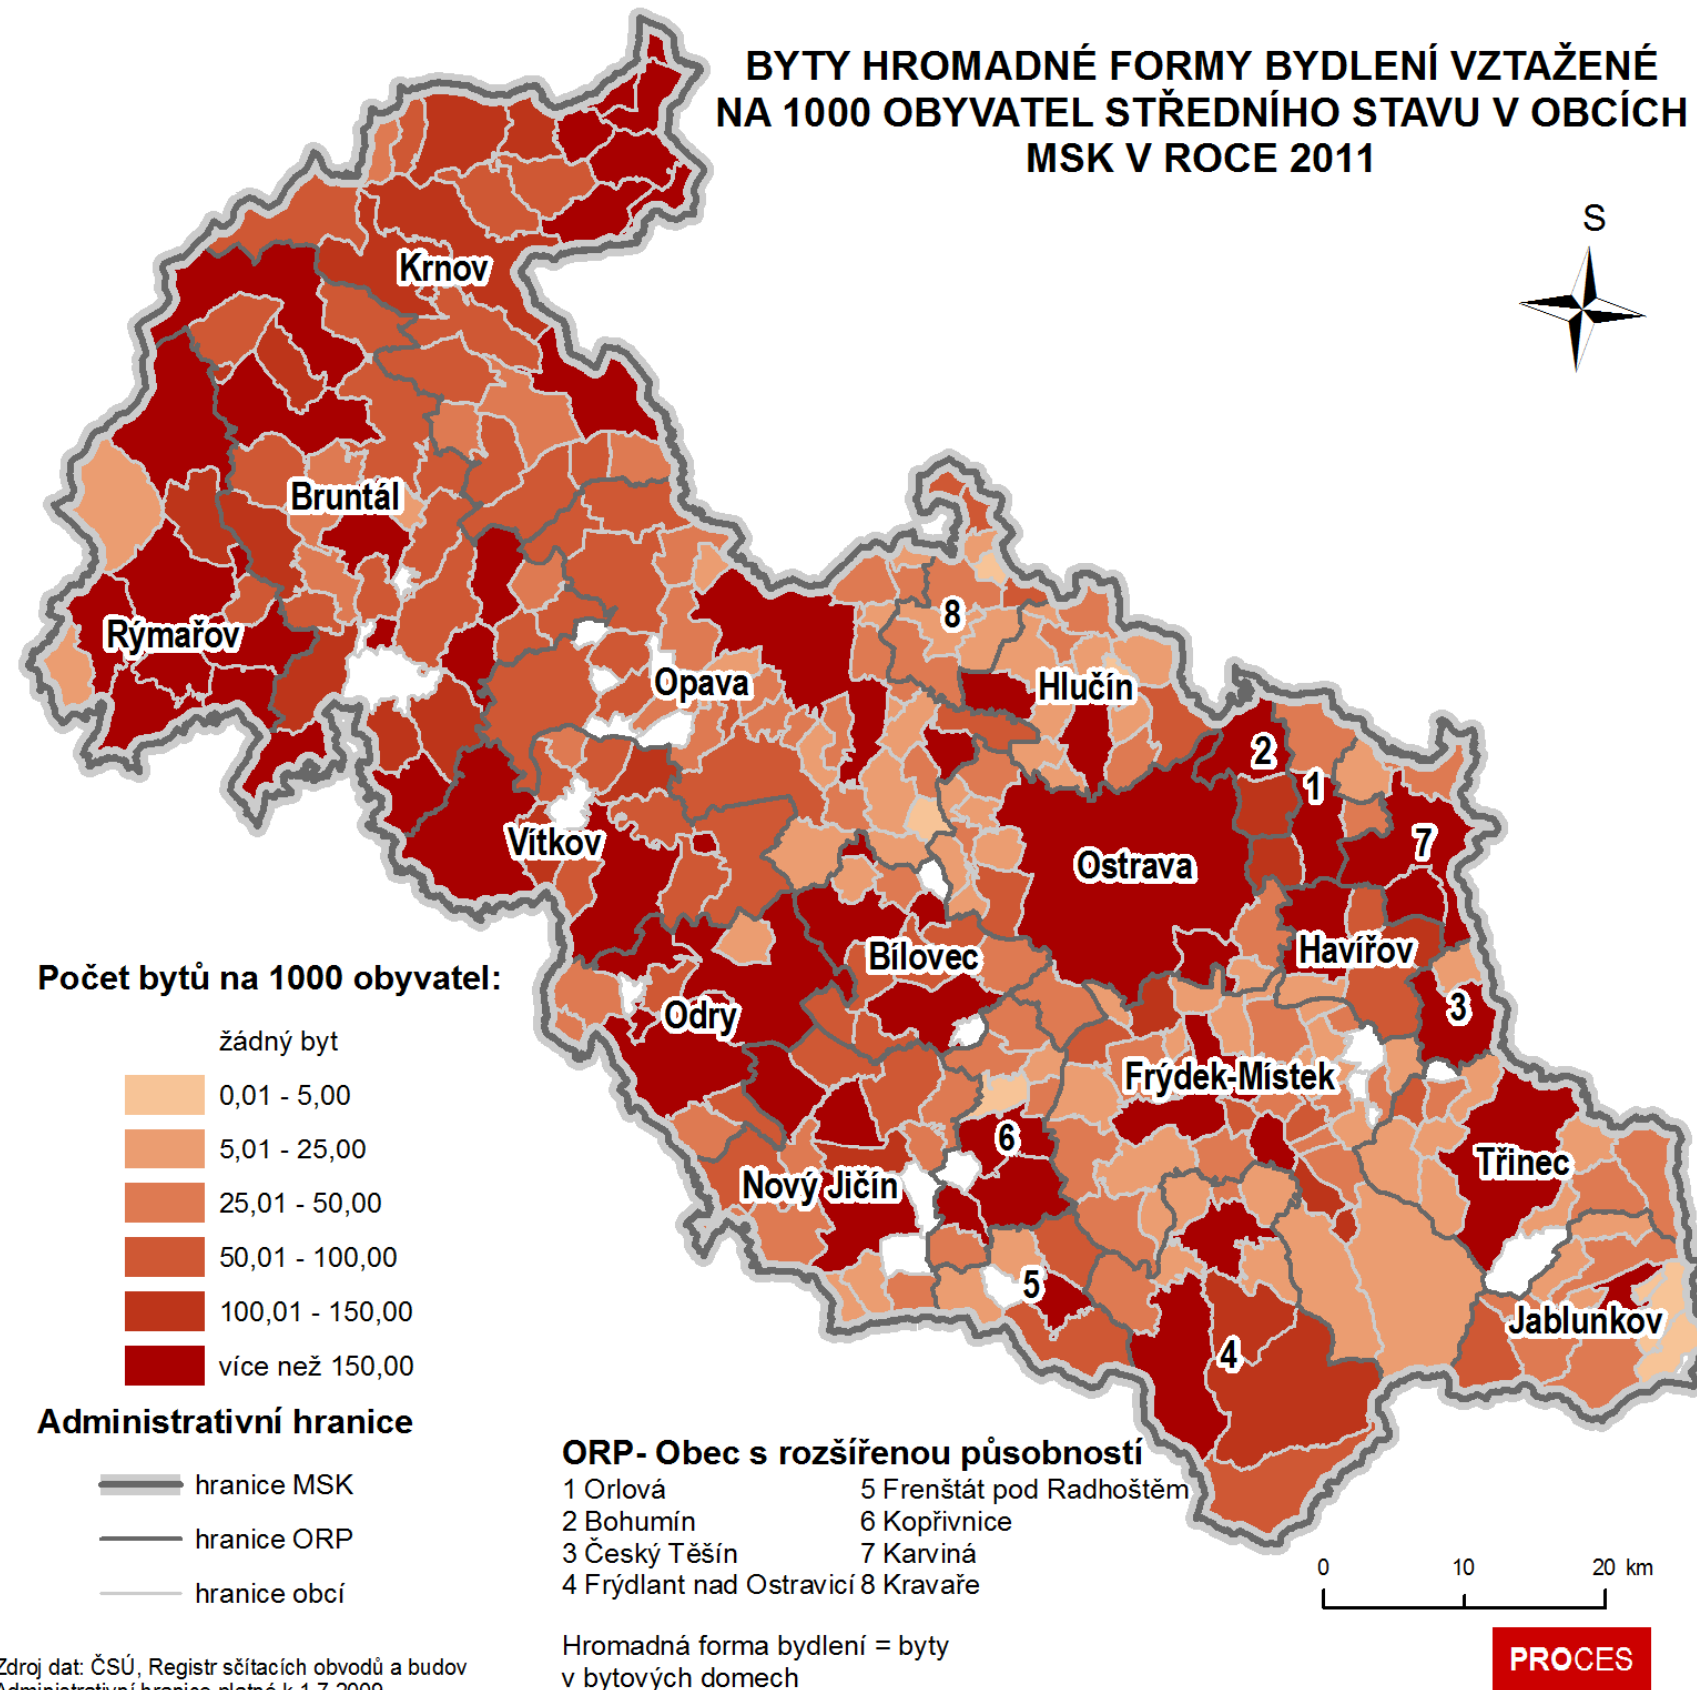 BYTY HROMADNÉ FORMY BYDLENÍ VZTAŽENÉ
NA 1000 OBYVATEL STŘEDNÍHO STAVU V OBCÍCH
MSK V ROCE 2011
S
Krnov
Bruntál
Rýmařov
8
Opava
Hlučín
2
1
Vítkov
7
Ostrava
Bílovec
Havířov
3
Odry
Frýdek-Místek
6
Třinec
Nový Jičín
5
Jablunkov
4
Počet bytů na 1000 obyvatel:
žádný byt
0,01 - 5,00
5,01 - 25,00
25,01 - 50,00
50,01 - 100,00
100,01 - 150,00
více než 150,00
Administrativní hranice
hranice MSK
hranice ORP
hranice obcí
ORP- Obec s rozšířenou působností
1 Orlová
2 Bohumín
3 Český Těšín
4 Frýdlant nad Ostravicí
5 Frenštát pod Radhoštěm
6 Kopřivnice
7 Karviná
8 Kravaře
Hromadná forma bydlení = byty
v bytových domech
0 10 20 km
PROCES
Zdroj dat: ČSÚ, Registr sčítacích obvodů a budov
Administrativní hranice platné k 1.7.2009